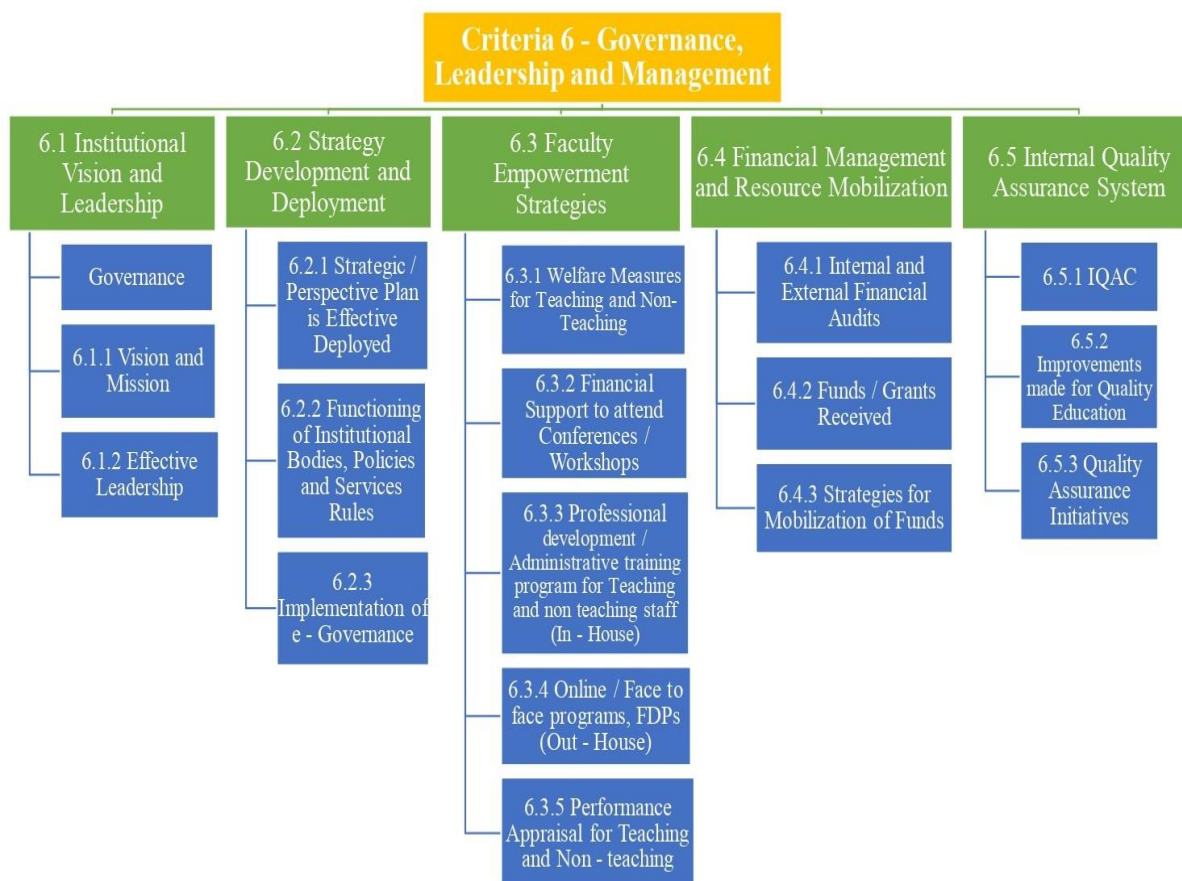 Criteria 6 - Governance,
Leadership and Management
6.1 Institutional
Vision and
Leadership
Governance
6.1.1 Vision and
Mission
6.1.2 Effective
Leadership
6.2 Strategy
Development and
Deployment
6.2.1 Strategic /
Perspective Plan
is Effective
Deployed
6.2.2 Functioning
of Institutional
Bodies, Policies
and Services
Rules
6.2.3
Implementation of
e - Governance
6.3 Faculty
Empowerment
Strategies
6.3.1 Welfare Measures
for Teaching and Non-
Teaching
6.3.2 Financial
Support to attend
Conferences /
Workshops
6.3.3 Professional
development /
Administrative training
program for Teaching
and non teaching staff
(In - House)
6.3.4 Online / Face to
face programs, FDPs
(Out - House)
6.3.5 Performance
Appraisal for Teaching
and Non - teaching
6.4 Financial Management
and Resource Mobilization
6.4.1 Internal and
External Financial
Audits
6.4.2 Funds / Grants
Received
6.4.3 Strategies for
Mobilization of Funds
6.5 Internal Quality
Assurance System
6.5.1 IQAC
6.5.2
Improvements
made for Quality
Education
6.5.3 Quality
Assurance
Initiatives